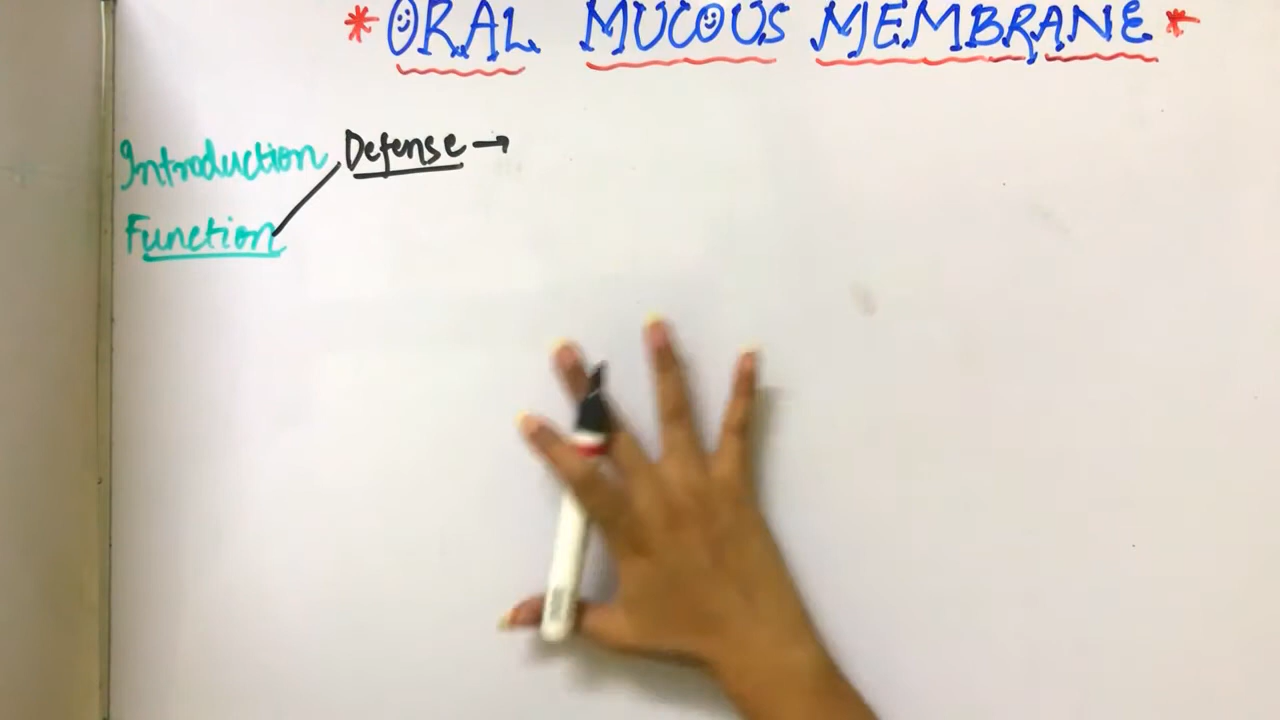 *ORAL MUCOUS MEMBRANE*
Introduction
Defense →
Function